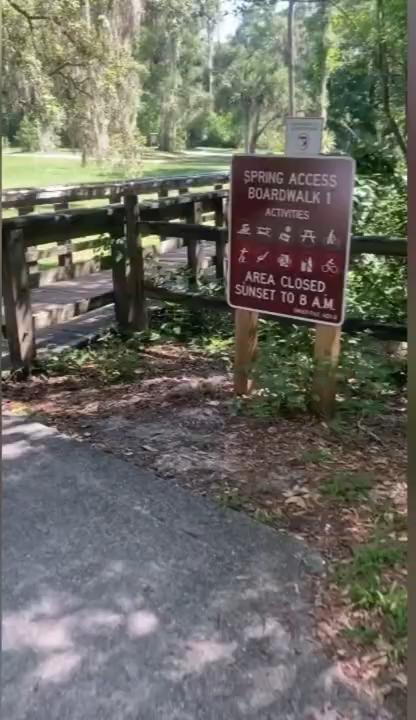 SPRING ACCESS
BOARDWALK 1
ACTIVITIES
AREA CLOSED
SUNSET TO 8 A.M.